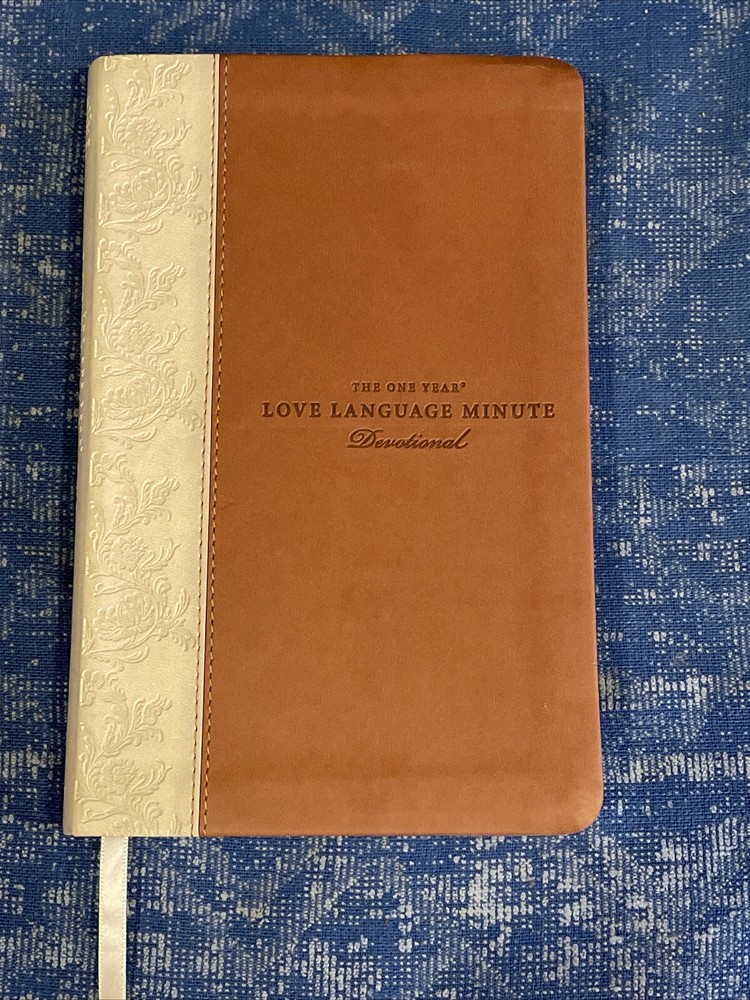 THE ONE YEAR®
LOVE LANGUAGE MINUTE
Devotional